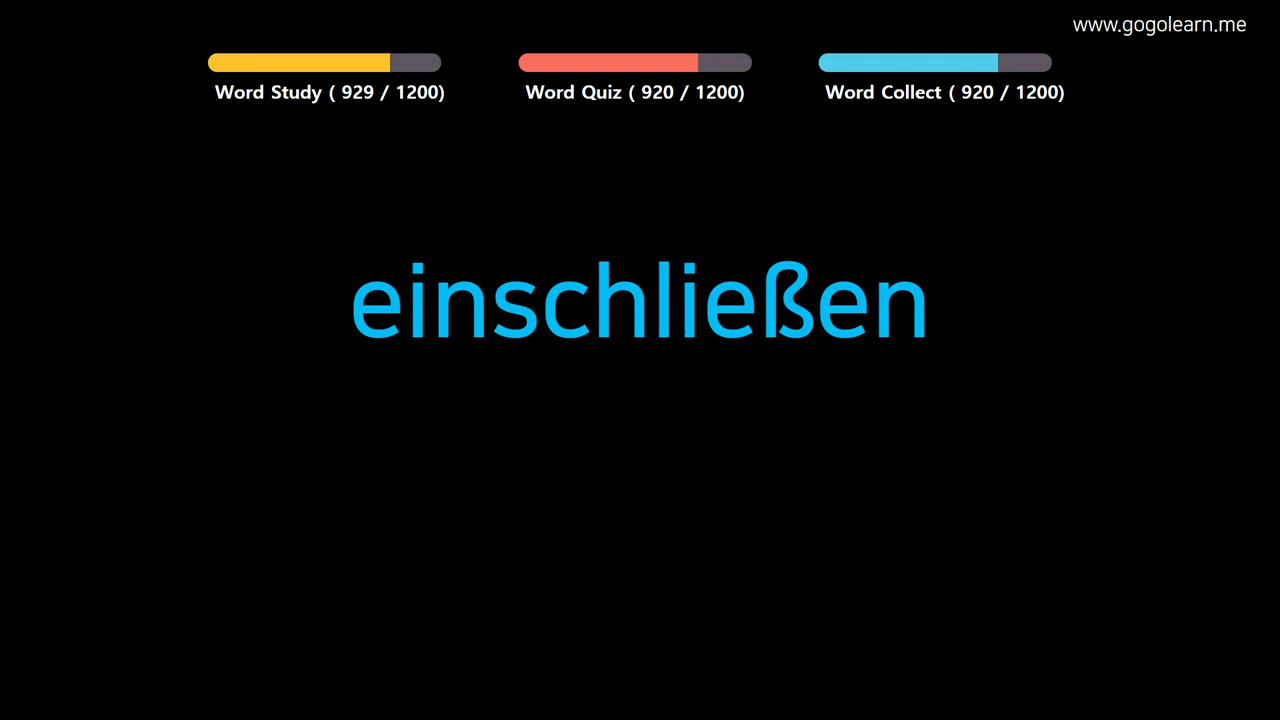 www.gogolearn.me
Word Study ( 929 / 1200)
Word Quiz ( 920 / 1200)
Word Collect ( 920 / 1200)
einschließen